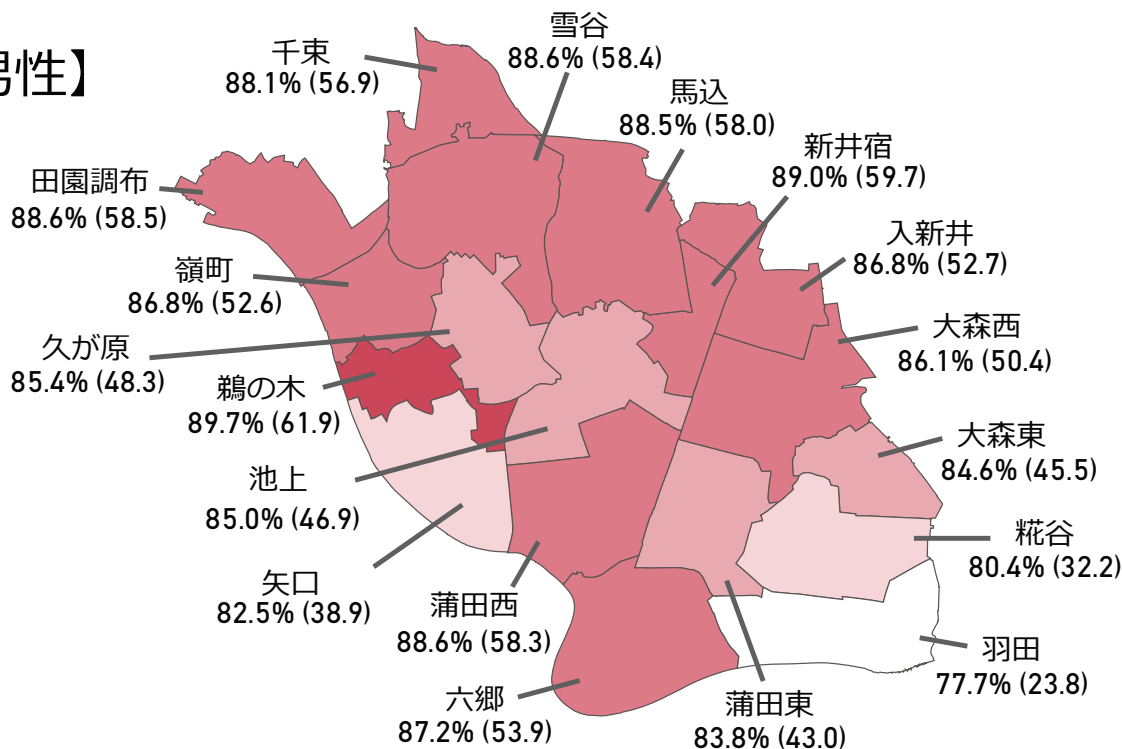 男性】
千束
88.1% (56.9)
雪谷
88.6% (58.4)
馬込
88.5% (58.0)
新井宿
89.0% (59.7)
田園調布
88.6% (58.5)
入新井
86.8% (52.7)
嶺町
86.8% (52.6)
大森西
86.1% (50.4)
久が原
85.4% (48.3)
鵜の木
89.7% (61.9)
大森東
84.6% (45.5)
池上
85.0% (46.9)
糀谷
80.4% (32.2)
矢口
82.5% (38.9)
蒲田西
88.6% (58.3)
羽田
77.7% (23.8)
六郷
87.2% (53.9)
蒲田東
83.8% (43.0)